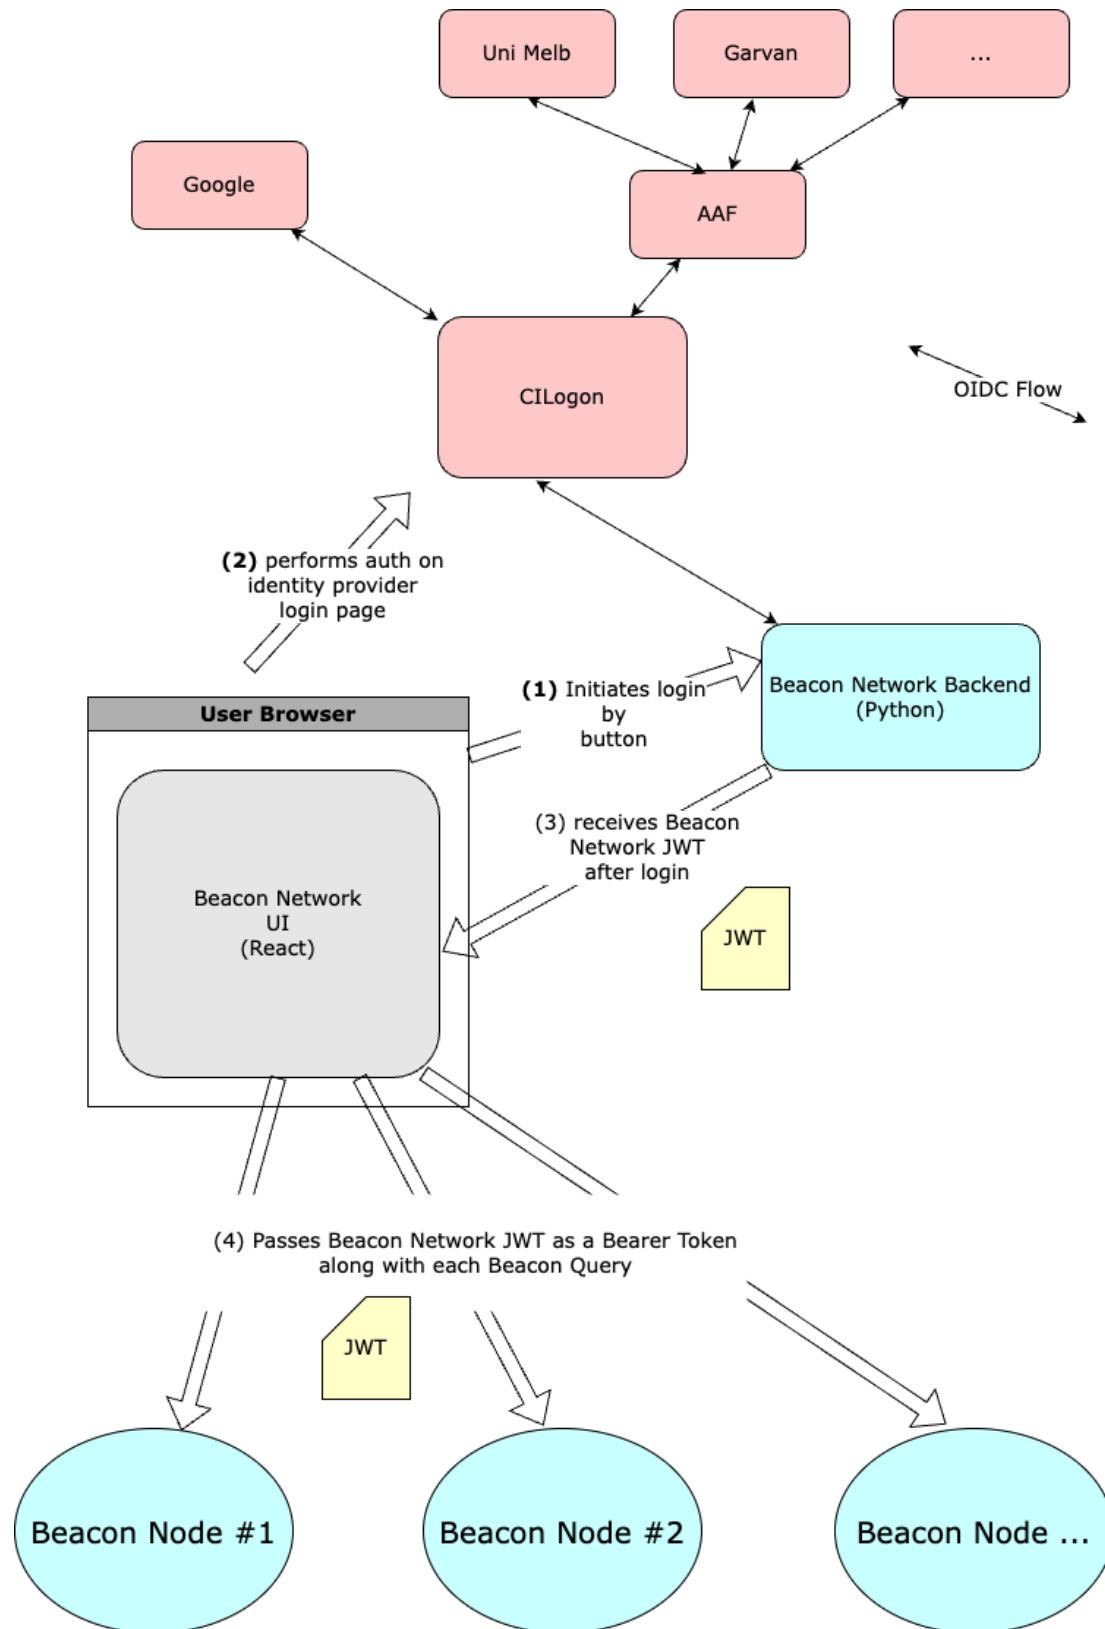 Uni Melb
Garvan
...
Google
AAF
CILogon
OIDC Flow
(2) performs auth on
identity provider
login page
(1) Initiates login
by
button
Beacon Network Backend
(Python)
User Browser
(3) receives Beacon
Network JWT
after login
Beacon Network
UI
(React)
JWT
(4) Passes Beacon Network JWT as a Bearer Token
along with each Beacon Query
JWT
Beacon Node #1
Beacon Node #2
Beacon Node ...